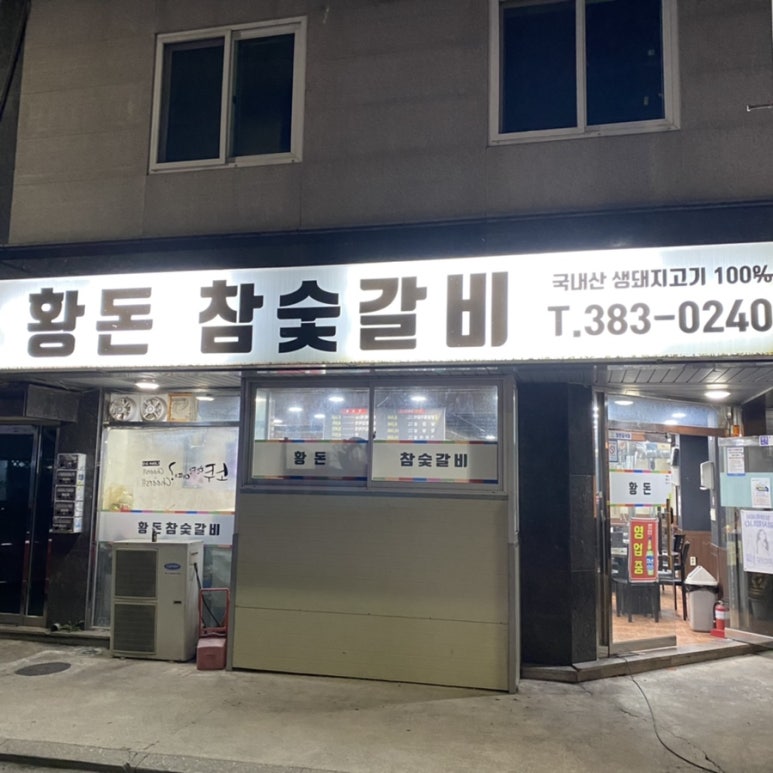 황돈 참숯갈비
국내산 생돼지고기 100%
T.383-0240
황돈
참숯갈비
황돈참숯갈비
황돈
영업중